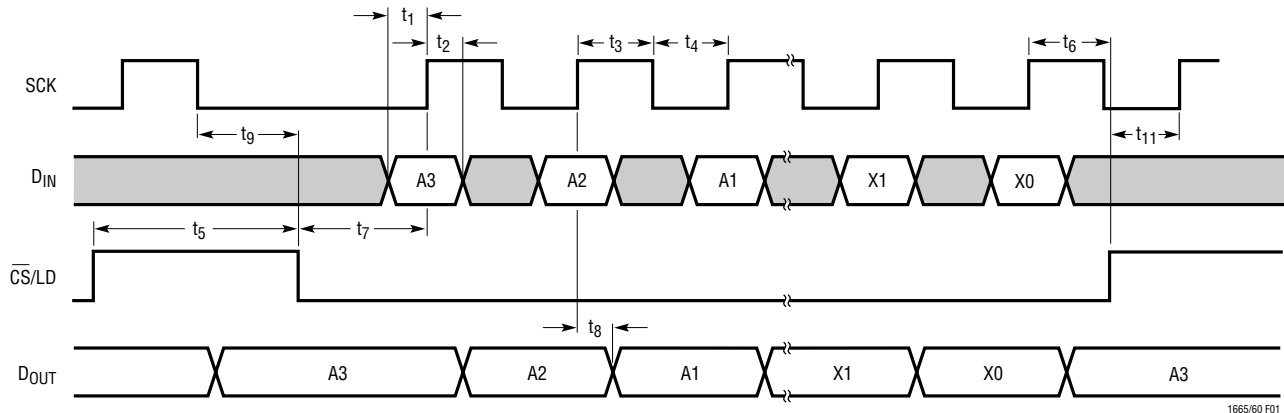 t1
t2
t3
t4
t6
SCK
t9
t11
DIN
A3
A2
A1
X1
X0
t5
t7
CS/LD
t8
DOUT
A3
A2
A1
X1
X0
A3
1665/60 F01